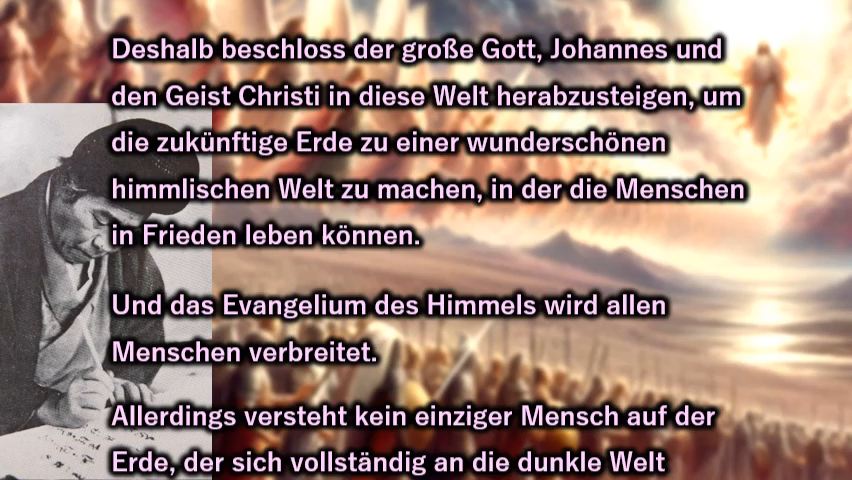 Deshalb beschloss der große Gott, Johannes und
den Geist Christi in diese Welt herabzusteigen, um
die zukünftige Erde zu einer wunderschönen
himmlischen Welt zu machen, in der die Menschen
in Frieden leben können.
Und das Evangelium des Himmels wird allen
Menschen verbreitet.
Allerdings versteht kein einziger Mensch auf der
Erde, der sich vollständig an die dunkle Welt